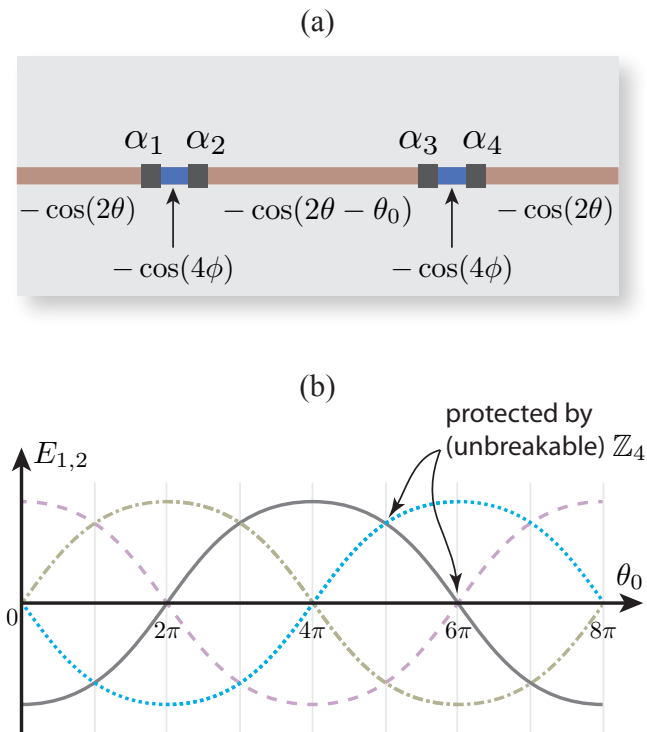 (a)
α₁ α₂ α₃ α₄
− cos(2θ) − cos(2θ − θ₀) − cos(2θ)
− cos(4ϕ) − cos(4ϕ)
(b)
protected by
(unbreakable) ℤ₄
E₁,₂
θ₀
0 2π 4π 6π 8π